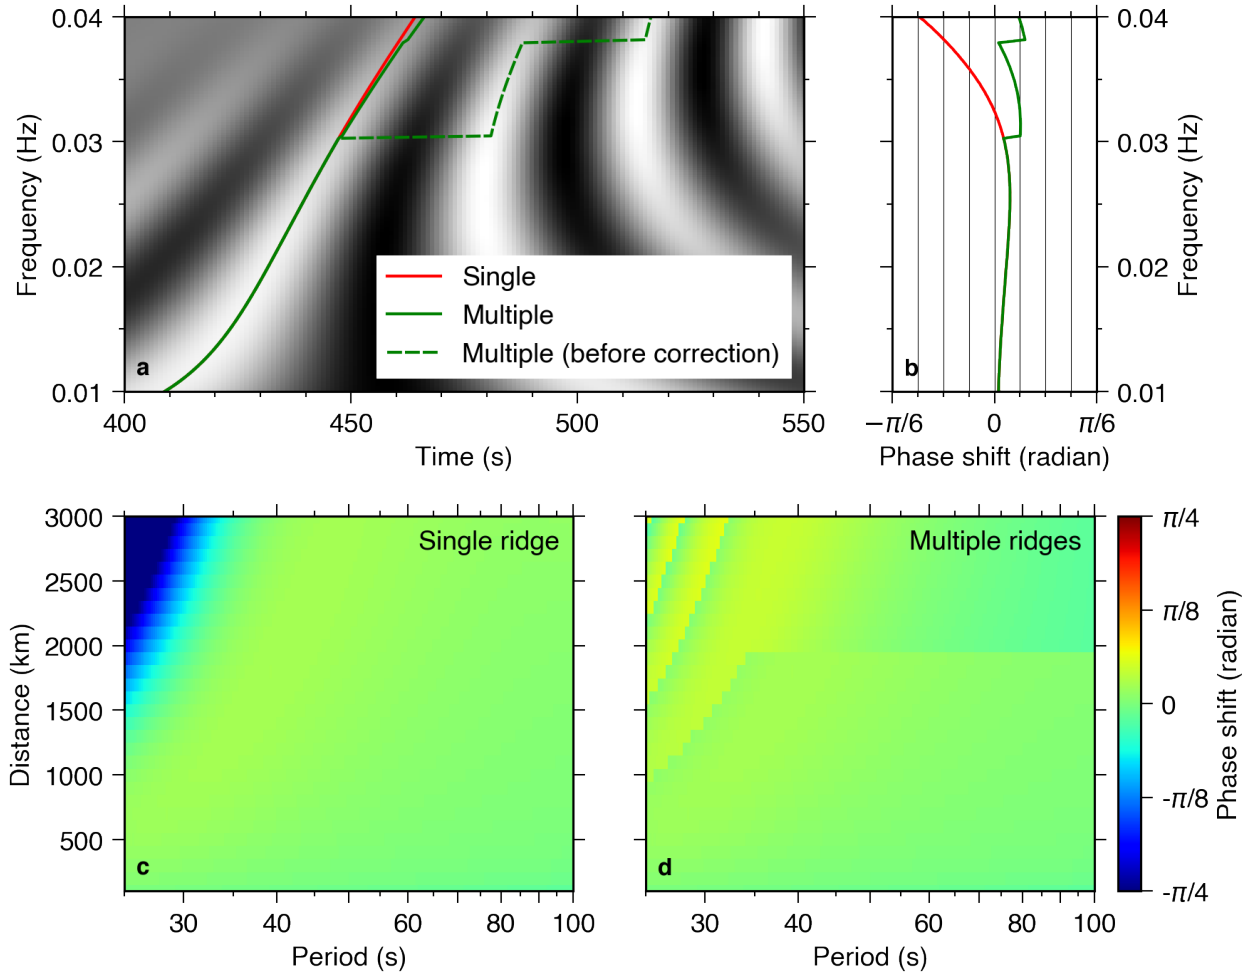 0.04
0.03
0.02
0.01
Frequency (Hz)
Single
Multiple
Multiple (before correction)
a
400
450
500
550
Time (s)
b
0.04
0.03
0.02
0.01
Frequency (Hz)
−π/6
0
π/6
Phase shift (radian)
3000
2500
2000
1500
1000
500
Distance (km)
Single ridge
c
30
40
60
80
100
Period (s)
Multiple ridges
d
30
40
60
80
100
Period (s)
π/4
π/8
0
-π/8
-π/4
Phase shift (radian)